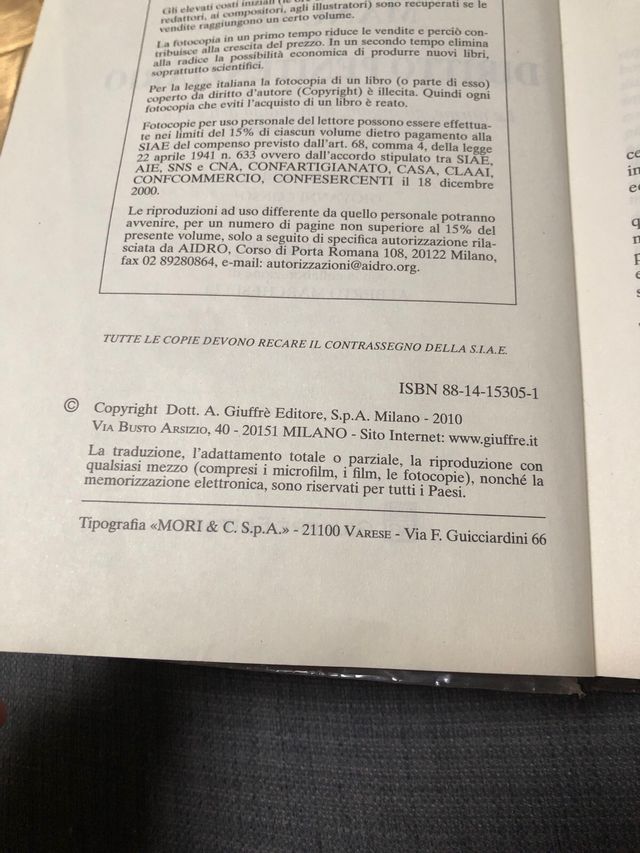 Gli elevati costi iniziali
redattori, ai compositori, agli illustratori) sono recuperati se le
vendite raggiungono un certo volume.
La fotocopia in un primo tempo riduce le vendite e perciò con-
tribuisce alla crescita del prezzo. In un secondo tempo elimina
alla radice la possibilità economica di produrre nuovi libri,
soprattutto scientifici.
Per la legge italiana la fotocopia di un libro (o parte di esso)
coperto da diritto d'autore (Copyright) è illecita. Quindi ogni
fotocopia che eviti l'acquisto di un libro è reato.
Fotocopie per uso personale del lettore possono essere effettua-
te nei limiti del 15% di ciascun volume dietro pagamento alla
SIAE del compenso previsto dall'art. 68, comma 4, della legge
22 aprile 1941 n. 633 ovvero dall'accordo stipulato tra SIAE,
AIE, SNS e CNA, CONFARTIGIANATO, CASA, CLAAI,
CONFCOMMERCIO, CONFESERCENTI il 18 dicembre
2000.
Le riproduzioni ad uso differente da quello personale potranno
avvenire, per un numero di pagine non superiore al 15% del
presente volume, solo a seguito di specifica autorizzazione rila-
sciata da AIDRO, Corso di Porta Romana 108, 20122 Milano,
fax 02 89280864, e-mail: autorizzazioni@aidro.org.
TUTTE LE COPIE DEVONO RECARE IL CONTRASSEGNO DELLA S.I.A.E.
ISBN 88-14-15305-1
© Copyright Dott. A. Giuffrè Editore, S.p.A. Milano - 2010
VIA BUSTO ARSIZIO, 40 - 20151 MILANO - Sito Internet: www.giuffre.it
La traduzione, l'adattamento totale o parziale, la riproduzione con
qualsiasi mezzo (compresi i microfilm, i film, le fotocopie), nonché la
memorizzazione elettronica, sono riservati per tutti i Paesi.
Tipografia «MORI & C. S.p.A.» - 21100 VARESE - Via F. Guicciardini 66